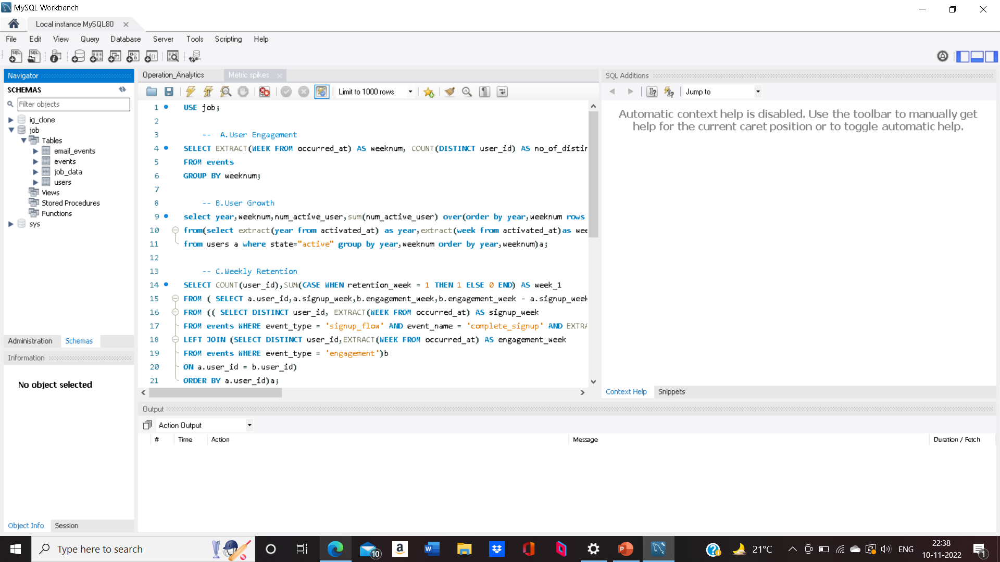 MySQL Workbench
Local instance MySQL80
File Edit View Query Database Server Tools Scripting Help
Navigator
SCHEMAS
Filter objects
ig_clone
job
Tables
email_events
events
job_data
users
Views
Stored Procedures
Functions
sys
Administration Schemas
Information
No object selected
Object Info Session
Operation_Analytics Metric spikes
Limit to 1000 rows
1 USE job;
2
3 -- A.User Engagement
4 SELECT EXTRACT(WEEK FROM occurred_at) AS weeknum, COUNT(DISTINCT user_id) AS no_of_distin
5 FROM events
6 GROUP BY weeknum;
7
8 -- B.User Growth
9 select year,weeknum,num_active_user,sum(num_active_user) over(order by year,weeknum rows
10 from(select extract(year from activated_at) as year,extract(week from activated_at)as wee
11 from users a where state="active" group by year,weeknum order by year,weeknum)a;
12
13 -- C.Weekly Retention
14 SELECT COUNT(user_id),SUM(CASE WHEN retention_week = 1 THEN 1 ELSE 0 END) AS week_1
15 FROM ( SELECT a.user_id,a.signup_week,b.engagement_week,b.engagement_week - a.signup_week
16 FROM (( SELECT DISTINCT user_id, EXTRACT(WEEK FROM occurred_at) AS signup_week
17 FROM events WHERE event_type = 'signup_flow' AND event_name = 'complete_signup' AND EXTRA
18 LEFT JOIN (SELECT DISTINCT user_id,EXTRACT(WEEK FROM occurred_at) AS engagement_week
19 FROM events WHERE event_type = 'engagement')b
20 ON a.user_id = b.user_id)
21 ORDER BY a.user_id)a;
SQL Additions
Jump to
Automatic context help is disabled. Use the toolbar to manually get
help for the current caret position or to toggle automatic help.
Context Help Snippets
Output
Action Output
# Time Action Message Duration / Fetch
Type here to search
10
21°C
ENG
22:38
10-11-2022
1